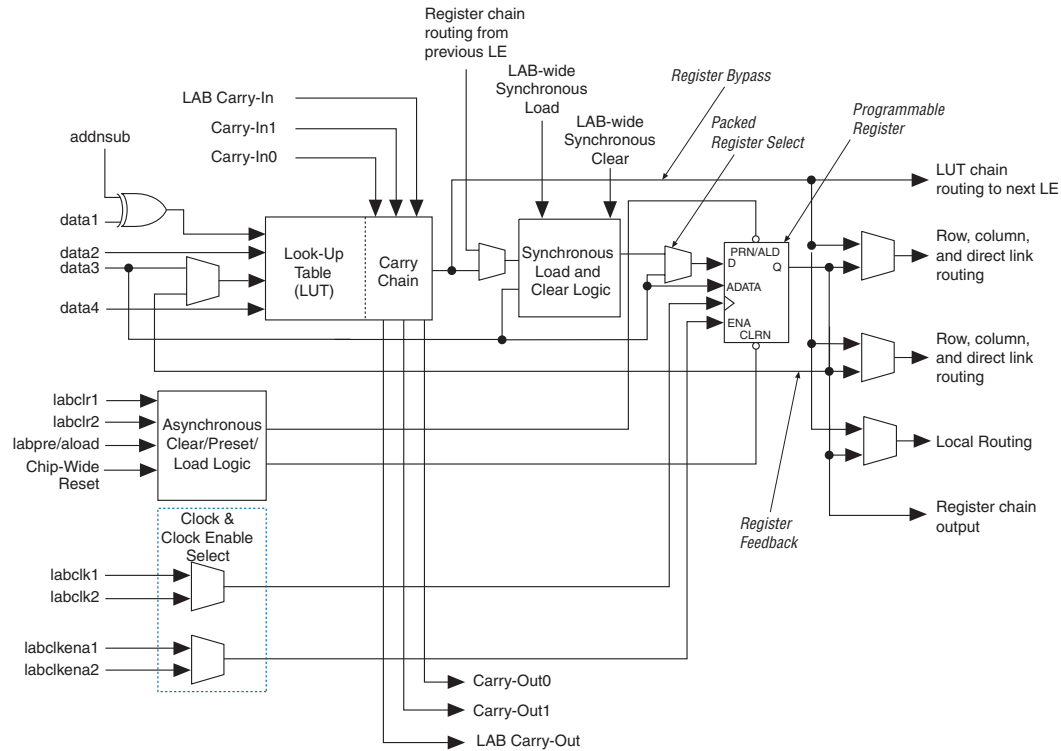 Register chain
routing from
previous LE
LAB-wide
Synchronous
Load
Register Bypass
LAB-wide
Synchronous
Clear
Packed
Register Select
Programmable
Register
LAB Carry-In
Carry-In1
Carry-In0
addnsub
data1
data2
data3
data4
Look-Up
Table
(LUT)
Carry
Chain
Synchronous
Load and
Clear Logic
PRN/ALD
D
Q
ADATA
ENA
CLRN
LUT chain
routing to next LE
Row, column,
and direct link
routing
Row, column,
and direct link
routing
Local Routing
Register chain
output
Register
Feedback
labclr1
labclr2
labpre/aload
Chip-Wide
Reset
Asynchronous
Clear/Preset/
Load Logic
Clock &
Clock Enable
Select
labclk1
labclk2
labclkena1
labclkena2
Carry-Out0
Carry-Out1
LAB Carry-Out